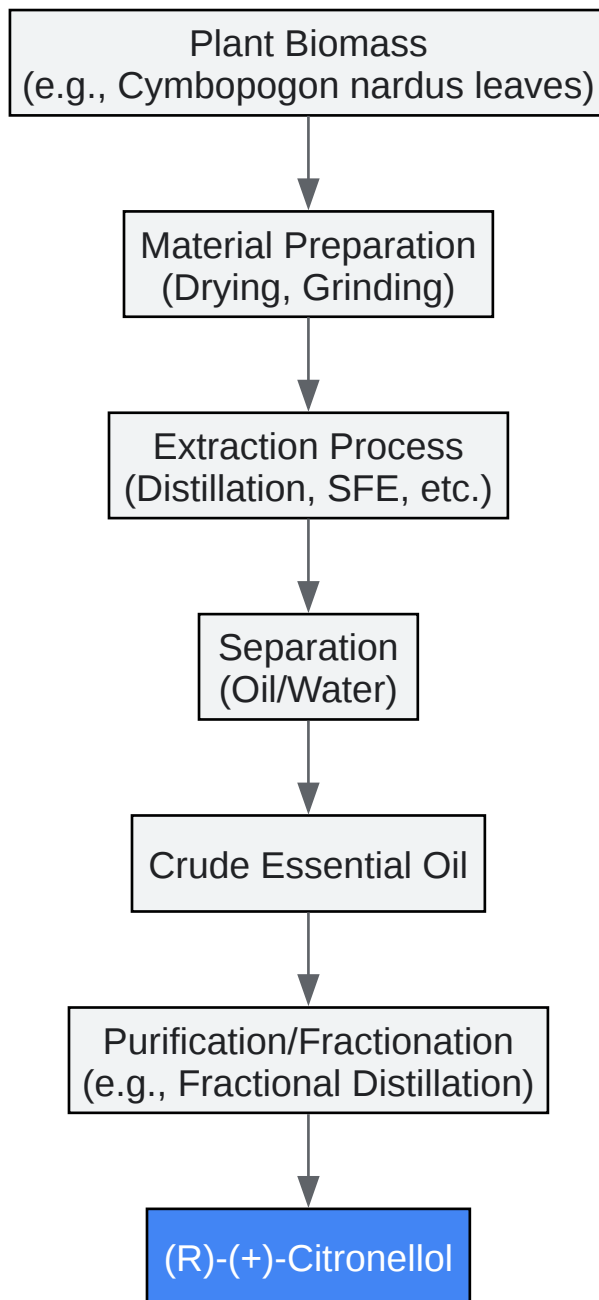 Plant Biomass
(e.g., Cymbopogon nardus leaves)
Material Preparation
(Drying, Grinding)
Extraction Process
(Distillation, SFE, etc.)
Separation
(Oil/Water)
Crude Essential Oil
Purification/Fractionation
(e.g., Fractional Distillation)
(R)-(+)-Citronellol